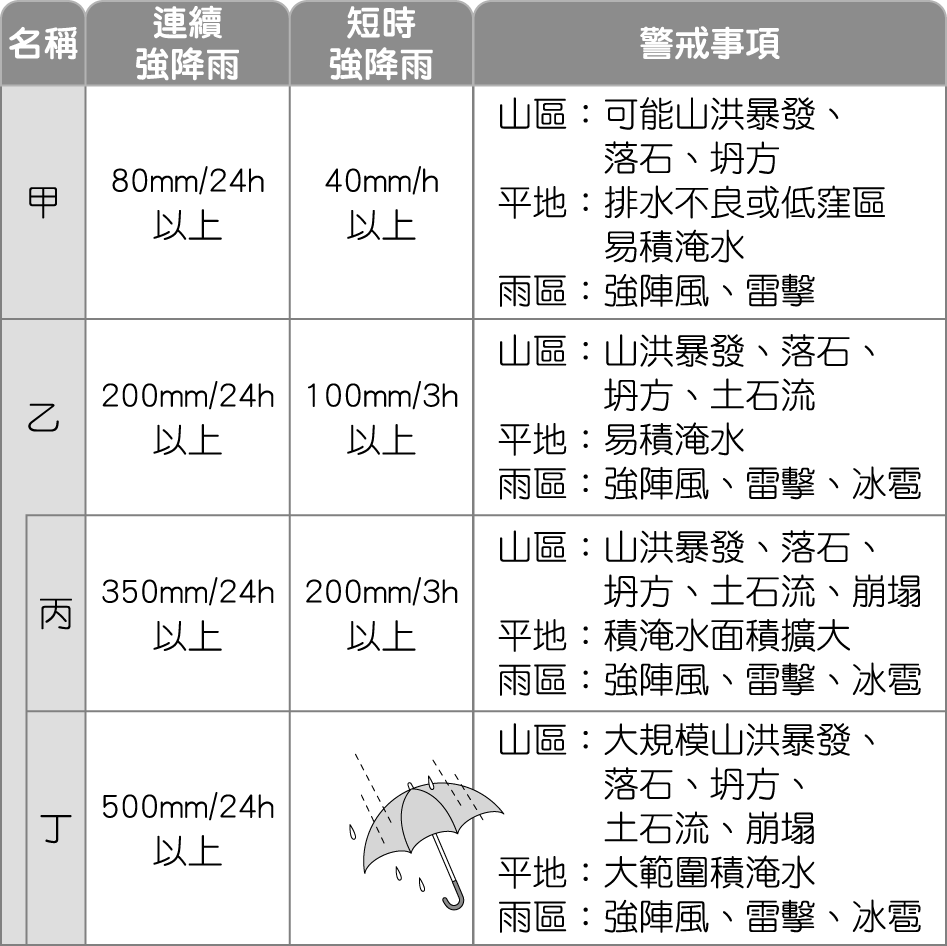 名稱
連續
強降雨
短時
強降雨
警戒事項
甲
80mm/24h
以上
40mm/h
以上
山區：可能山洪暴發、
落石、坍方
平地：排水不良或低窪區
易積淹水
雨區：強陣風、雷擊
乙
200mm/24h
以上
100mm/3h
以上
山區：山洪暴發、落石、
坍方、土石流
平地：易積淹水
雨區：強陣風、雷擊、冰雹
丙
350mm/24h
以上
200mm/3h
以上
山區：山洪暴發、落石、
坍方、土石流、崩塌
平地：積淹水面積擴大
雨區：強陣風、雷擊、冰雹
丁
500mm/24h
以上
山區：大規模山洪暴發、
落石、坍方、
土石流、崩塌
平地：大範圍積淹水
雨區：強陣風、雷擊、冰雹